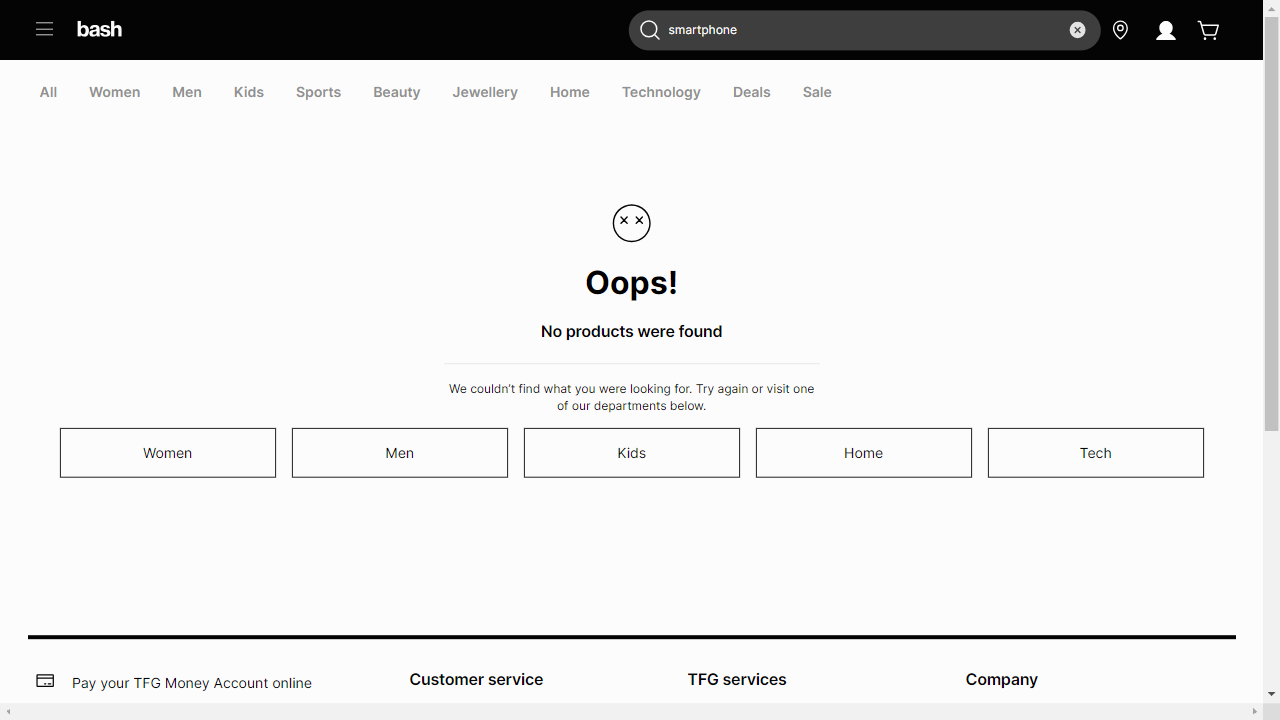 bash
smartphone
All Women Men Kids Sports Beauty Jewellery Home Technology Deals Sale
Oops!
No products were found
We couldn't find what you were looking for. Try again or visit one
of our departments below.
Women Men Kids Home Tech
Pay your TFG Money Account online
Customer service
TFG services
Company